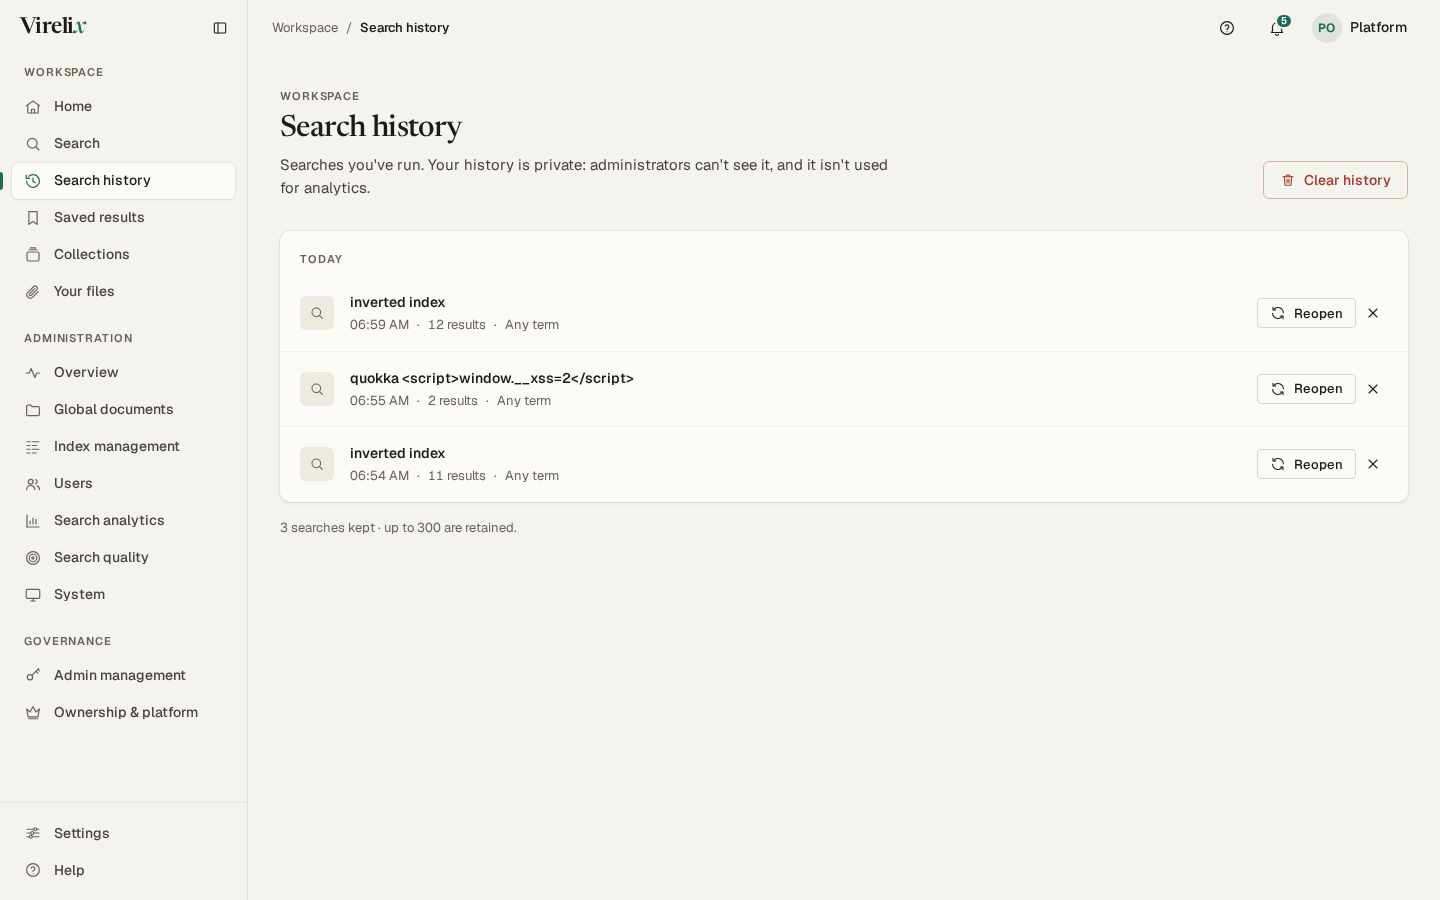 Virelix
WORKSPACE
Home
Search
Search history
Saved results
Collections
Your files
ADMINISTRATION
Overview
Global documents
Index management
Users
Search analytics
Search quality
System
GOVERNANCE
Admin management
Ownership & platform
Settings
Help
Workspace / Search history
5
PO Platform
WORKSPACE
Search history
Searches you've run. Your history is private: administrators can't see it, and it isn't used
for analytics.
Clear history
TODAY
inverted index
06:59 AM · 12 results · Any term
Reopen
quokka <script>window.__xss=2</script>
06:55 AM · 2 results · Any term
Reopen
inverted index
06:54 AM · 11 results · Any term
Reopen
3 searches kept · up to 300 are retained.